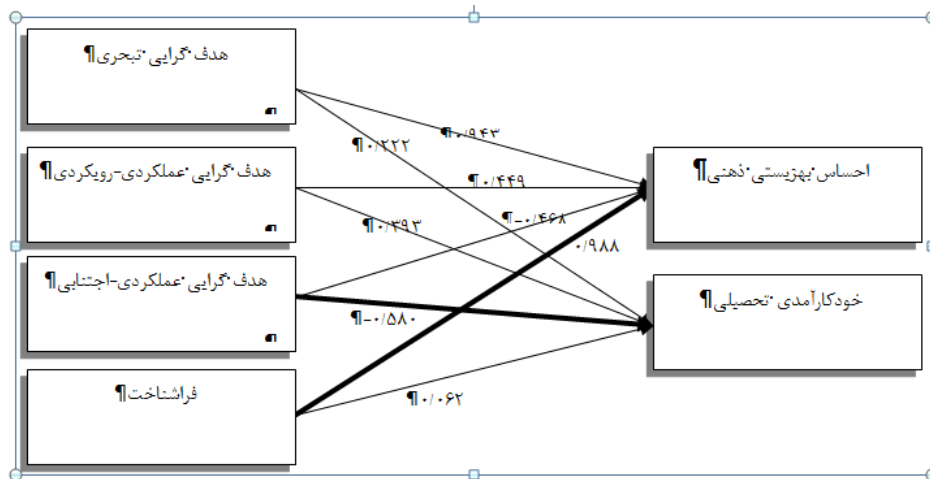 هدف گرایی تبحری
هدف گرایی عملکردی-رویکردی
هدف گرایی عملکردی-اجتنابی
فراشناخت
۰/۹۴۳
۰/۲۲۲
۰/۴۴۹
۰/۳۹۳
-۰/۴۶۸
۰/۹۸۸
-۰/۵۸۰
۰/۰۶۲
احساس بهزیستی ذهنی
خودکارآمدی تحصیلی